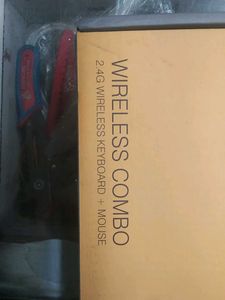 WIRELESS COMBO
2.4G WIRELESS KEYBOARD + MOUSE